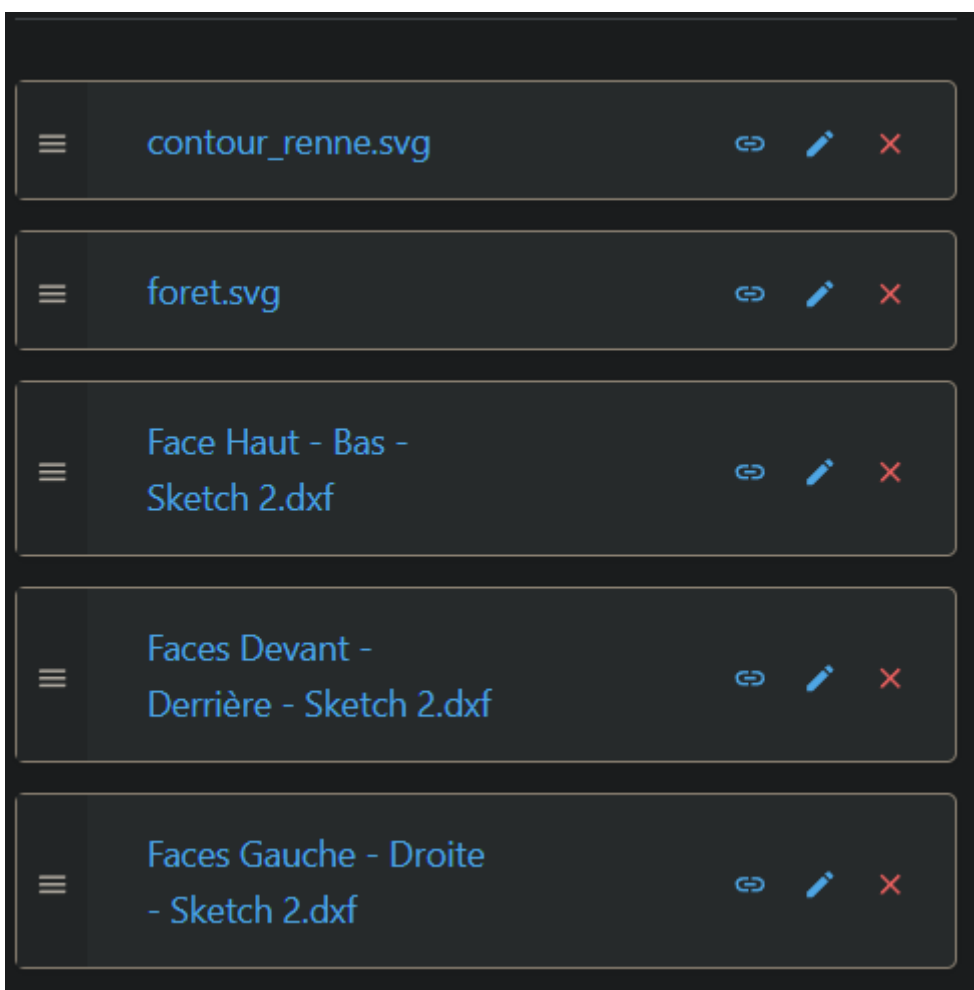 contour_renne.svg
foret.svg
Face Haut - Bas -
Sketch 2.dxf
Faces Devant -
Derrière - Sketch 2.dxf
Faces Gauche - Droite
- Sketch 2.dxf